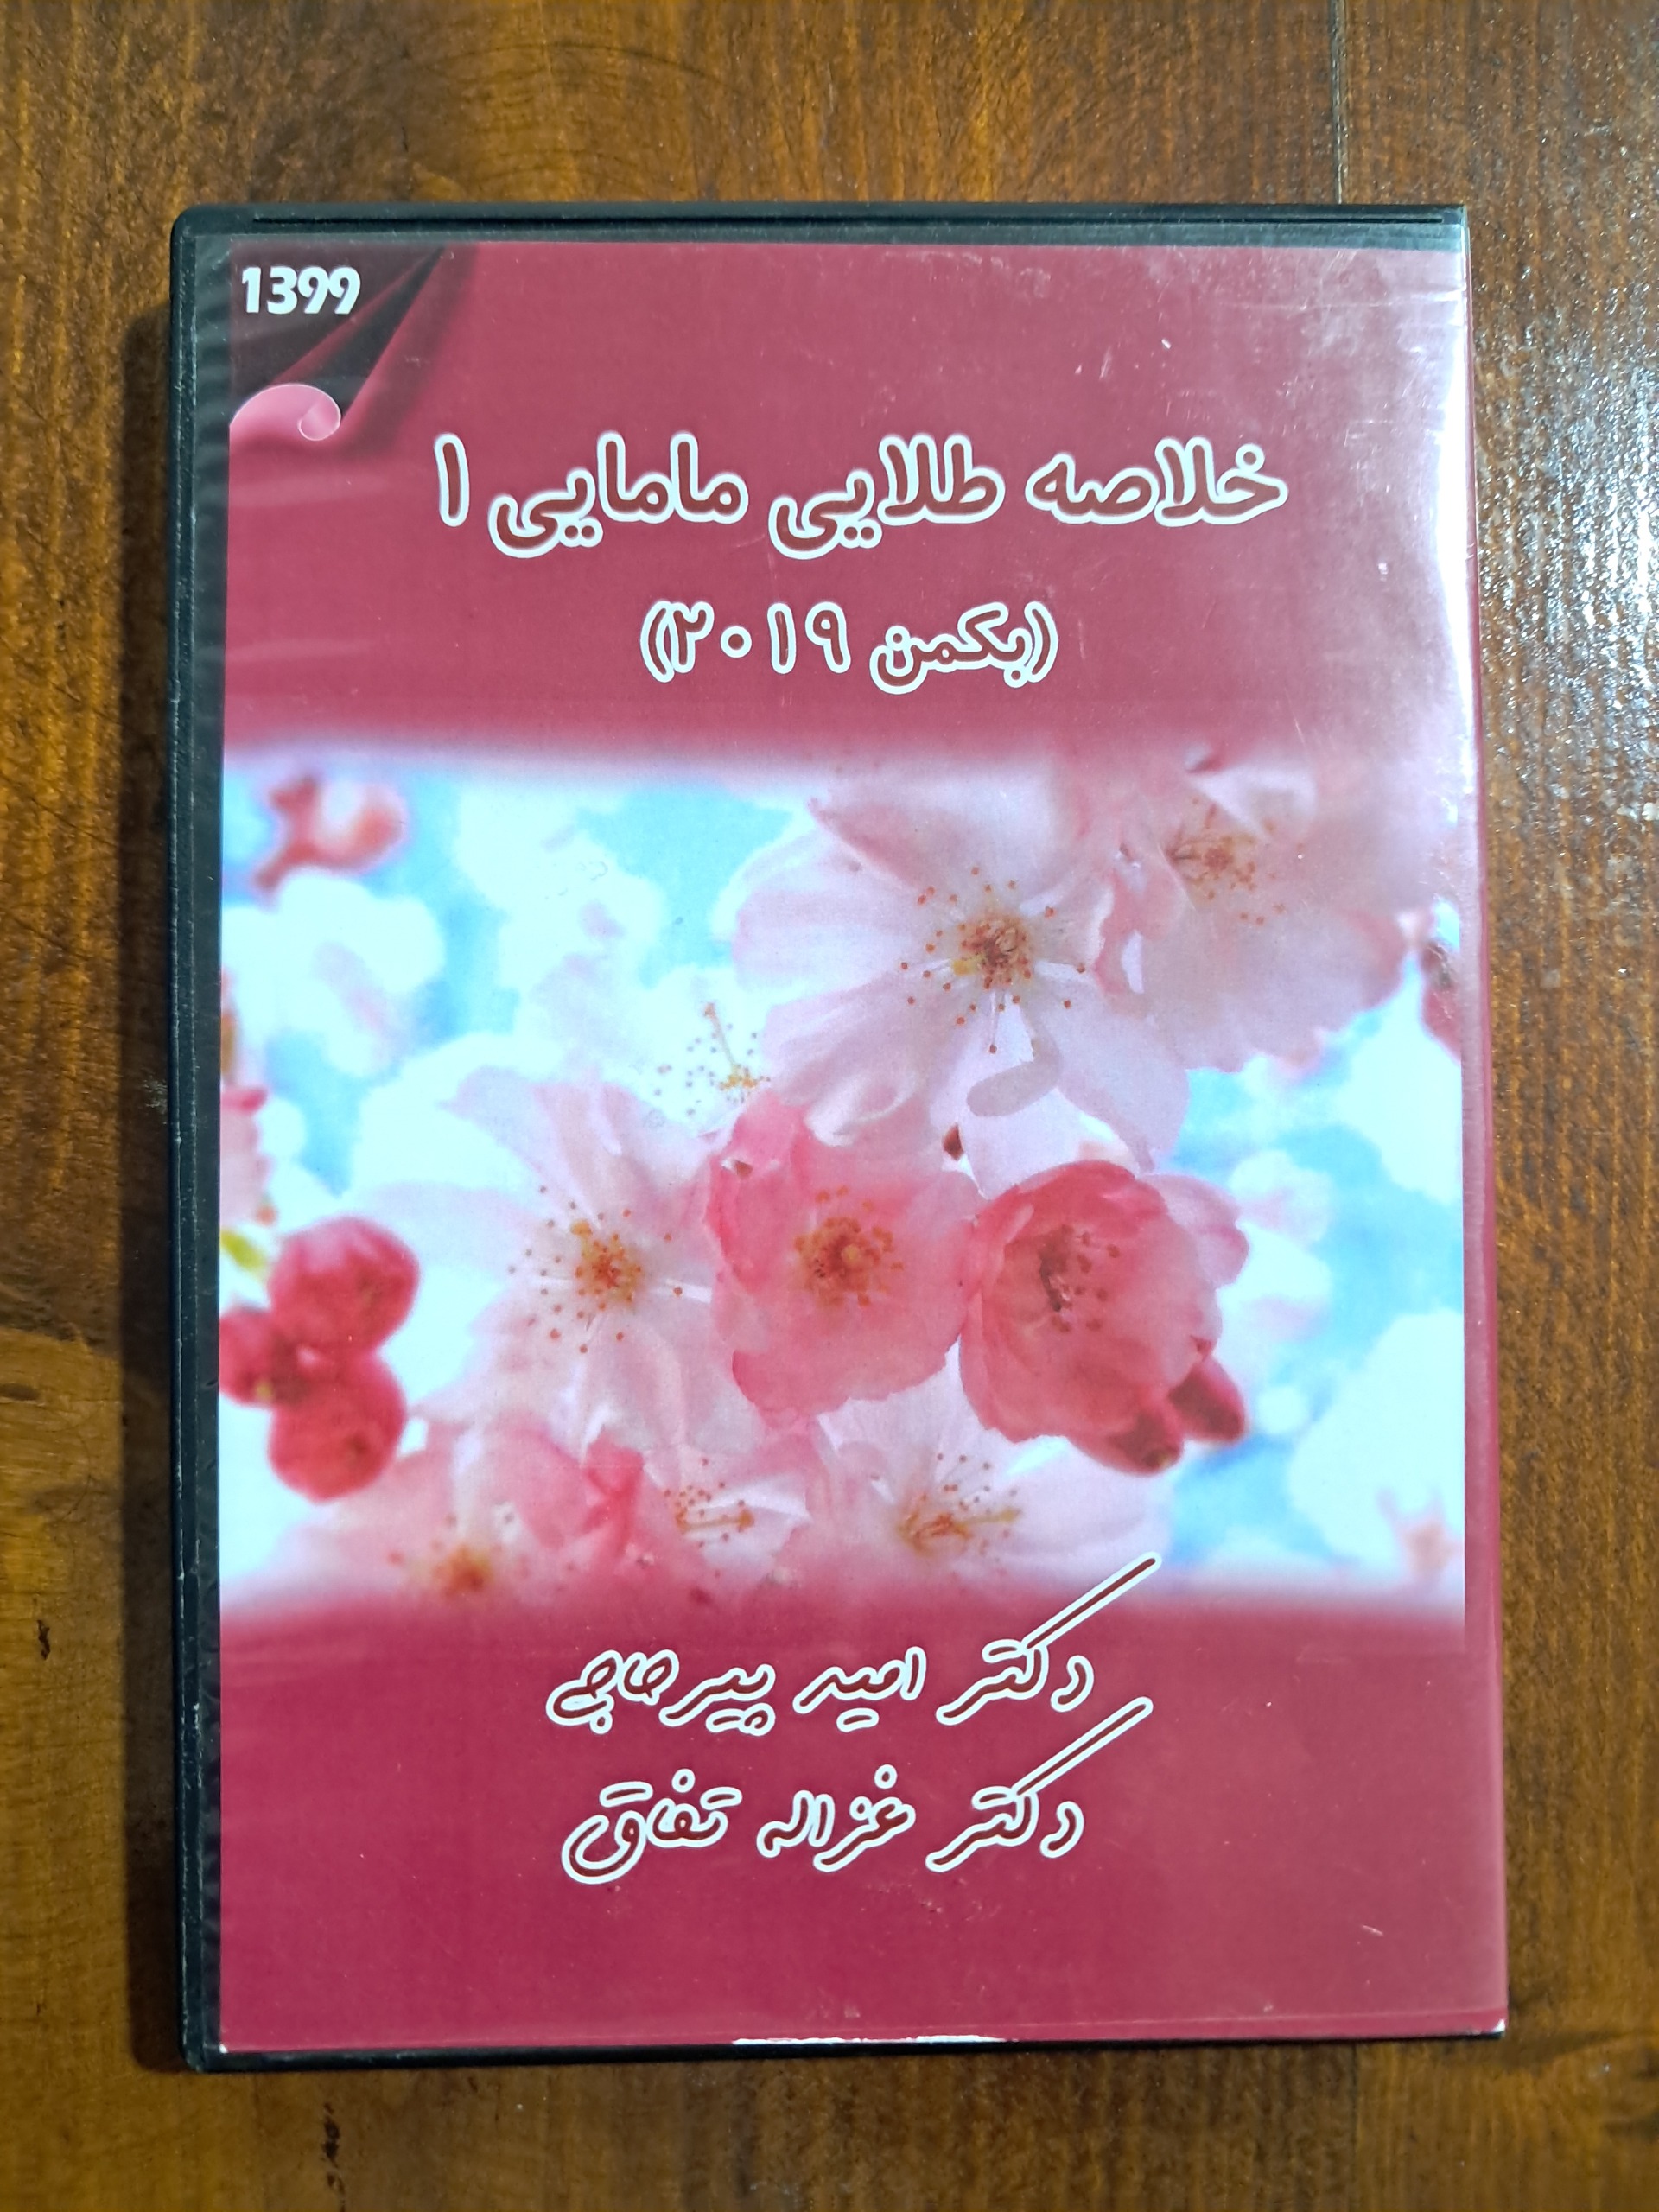 1399
خلاصه طلایی مامایی ۱
(بکمن ۲۰۱۹)
دکتر امید پیرحاجی
دکتر غزاله تفاق